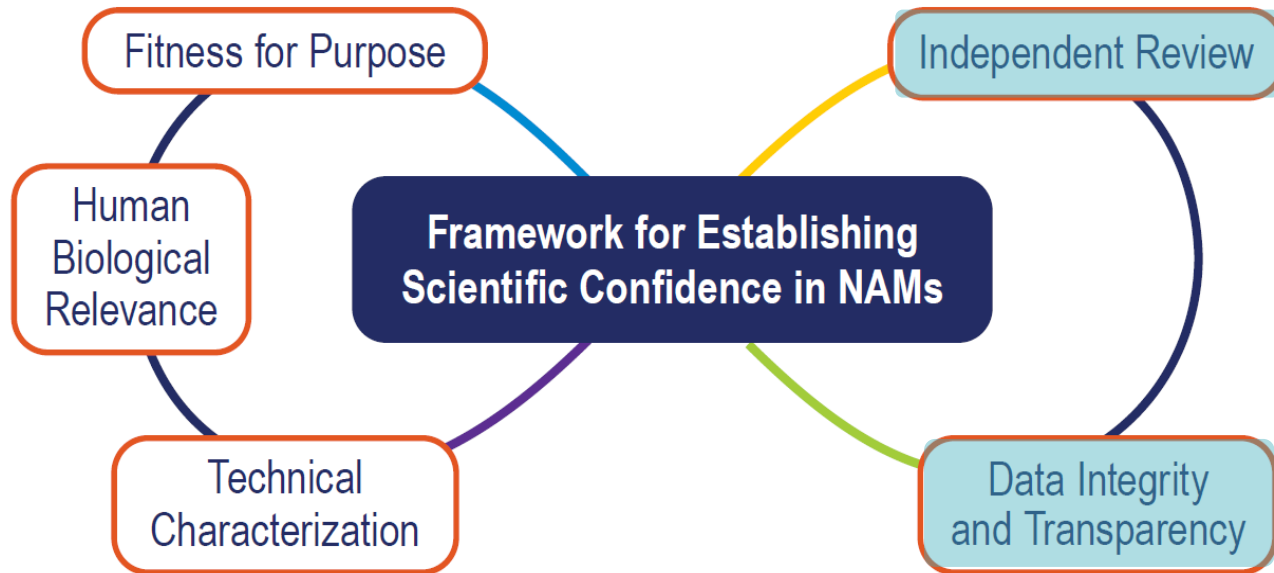 Fitness for Purpose
Independent Review
Human
Biological
Relevance
Framework for Establishing
Scientific Confidence in NAMs
Technical
Characterization
Data Integrity
and Transparency